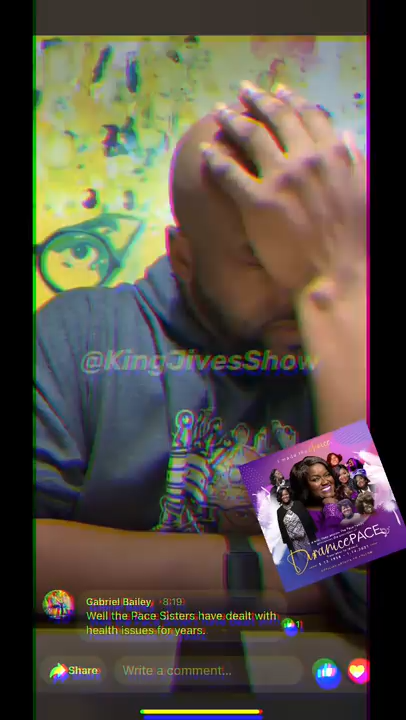 @KingJivesShow
DuranicePACE
Gabriel Bailey · 8:19
Well the Pace Sisters have dealt with
health issues for years.
1
Share
Write a comment...